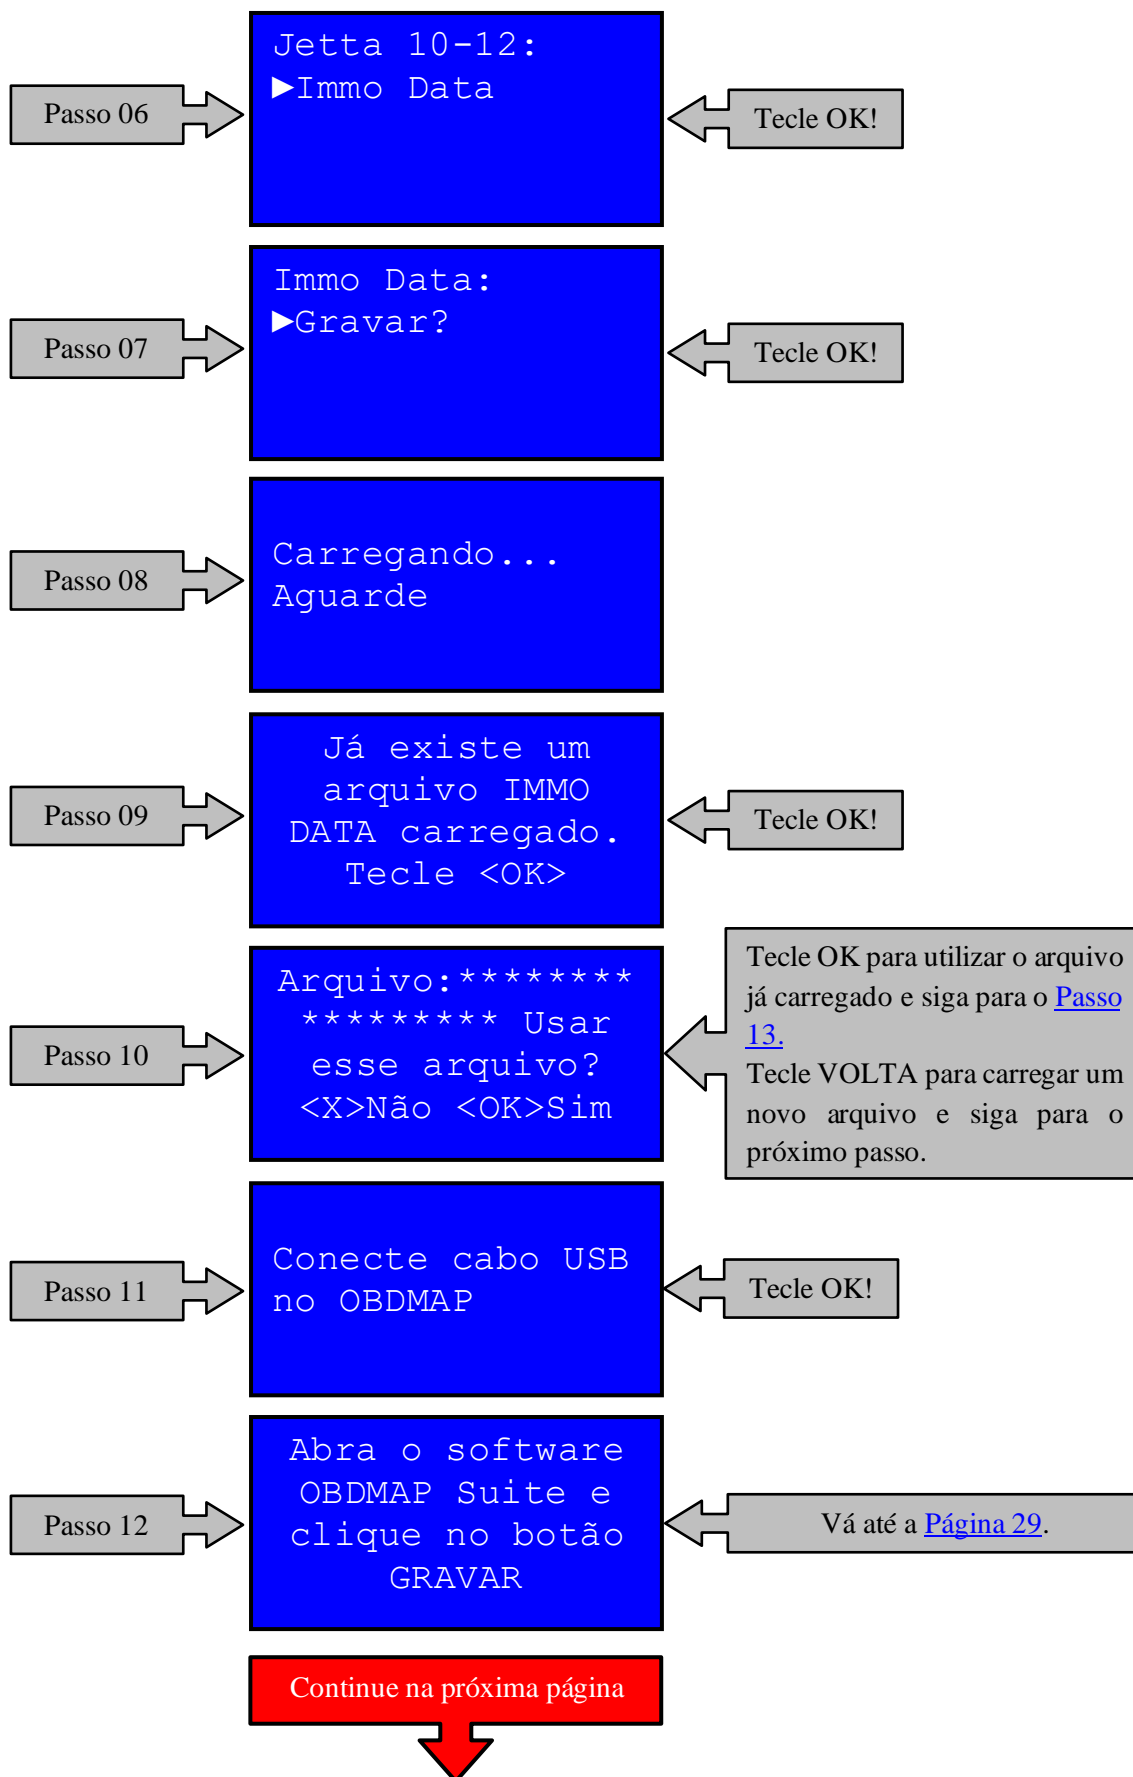 Passo 06
Jetta 10-12:
►Immo Data
Tecle OK!
Passo 07
Immo Data:
►Gravar?
Tecle OK!
Passo 08
Carregando...
Aguarde
Passo 09
Já existe um
arquivo IMMO
DATA carregado.
Tecle <OK>
Tecle OK!
Passo 10
Arquivo:********
********* Usar
esse arquivo?
<X>Não <OK>Sim
Tecle OK para utilizar o arquivo
já carregado e siga para o Passo
13.
Tecle VOLTA para carregar um
novo arquivo e siga para o
próximo passo.
Passo 11
Conecte cabo USB
no OBDMAP
Tecle OK!
Passo 12
Abra o software
OBDMAP Suite e
clique no botão
GRAVAR
Vá até a Página 29.
Continue na próxima página